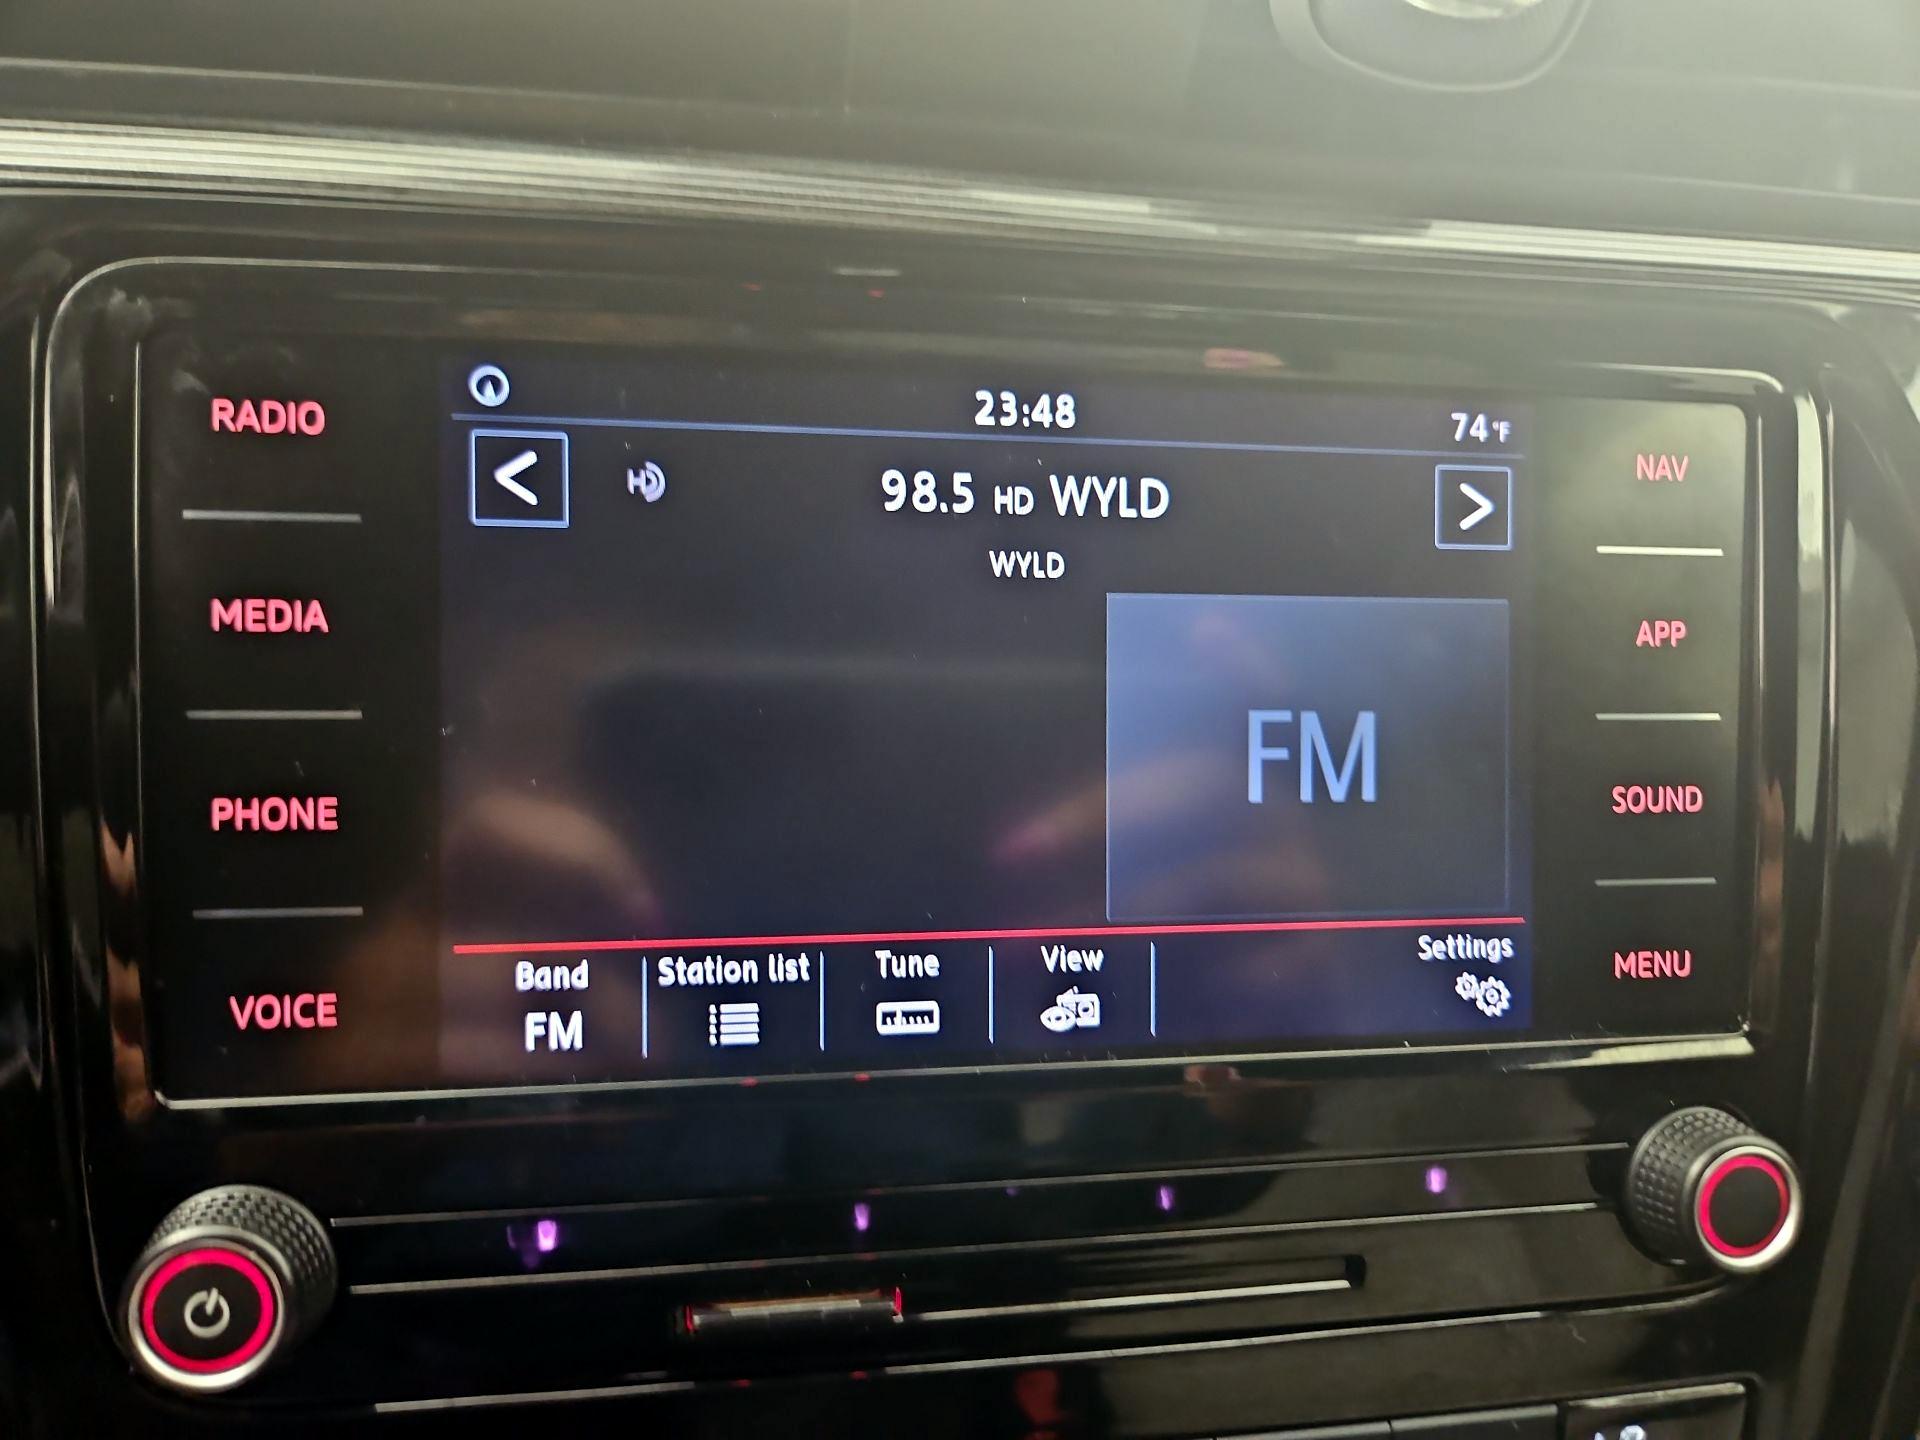 RADIO
MEDIA
PHONE
VOICE
23:48
74°F
HD
98.5 HD WYLD
WYLD
FM
Band
FM
Station list
Tune
View
Settings
NAV
APP
SOUND
MENU